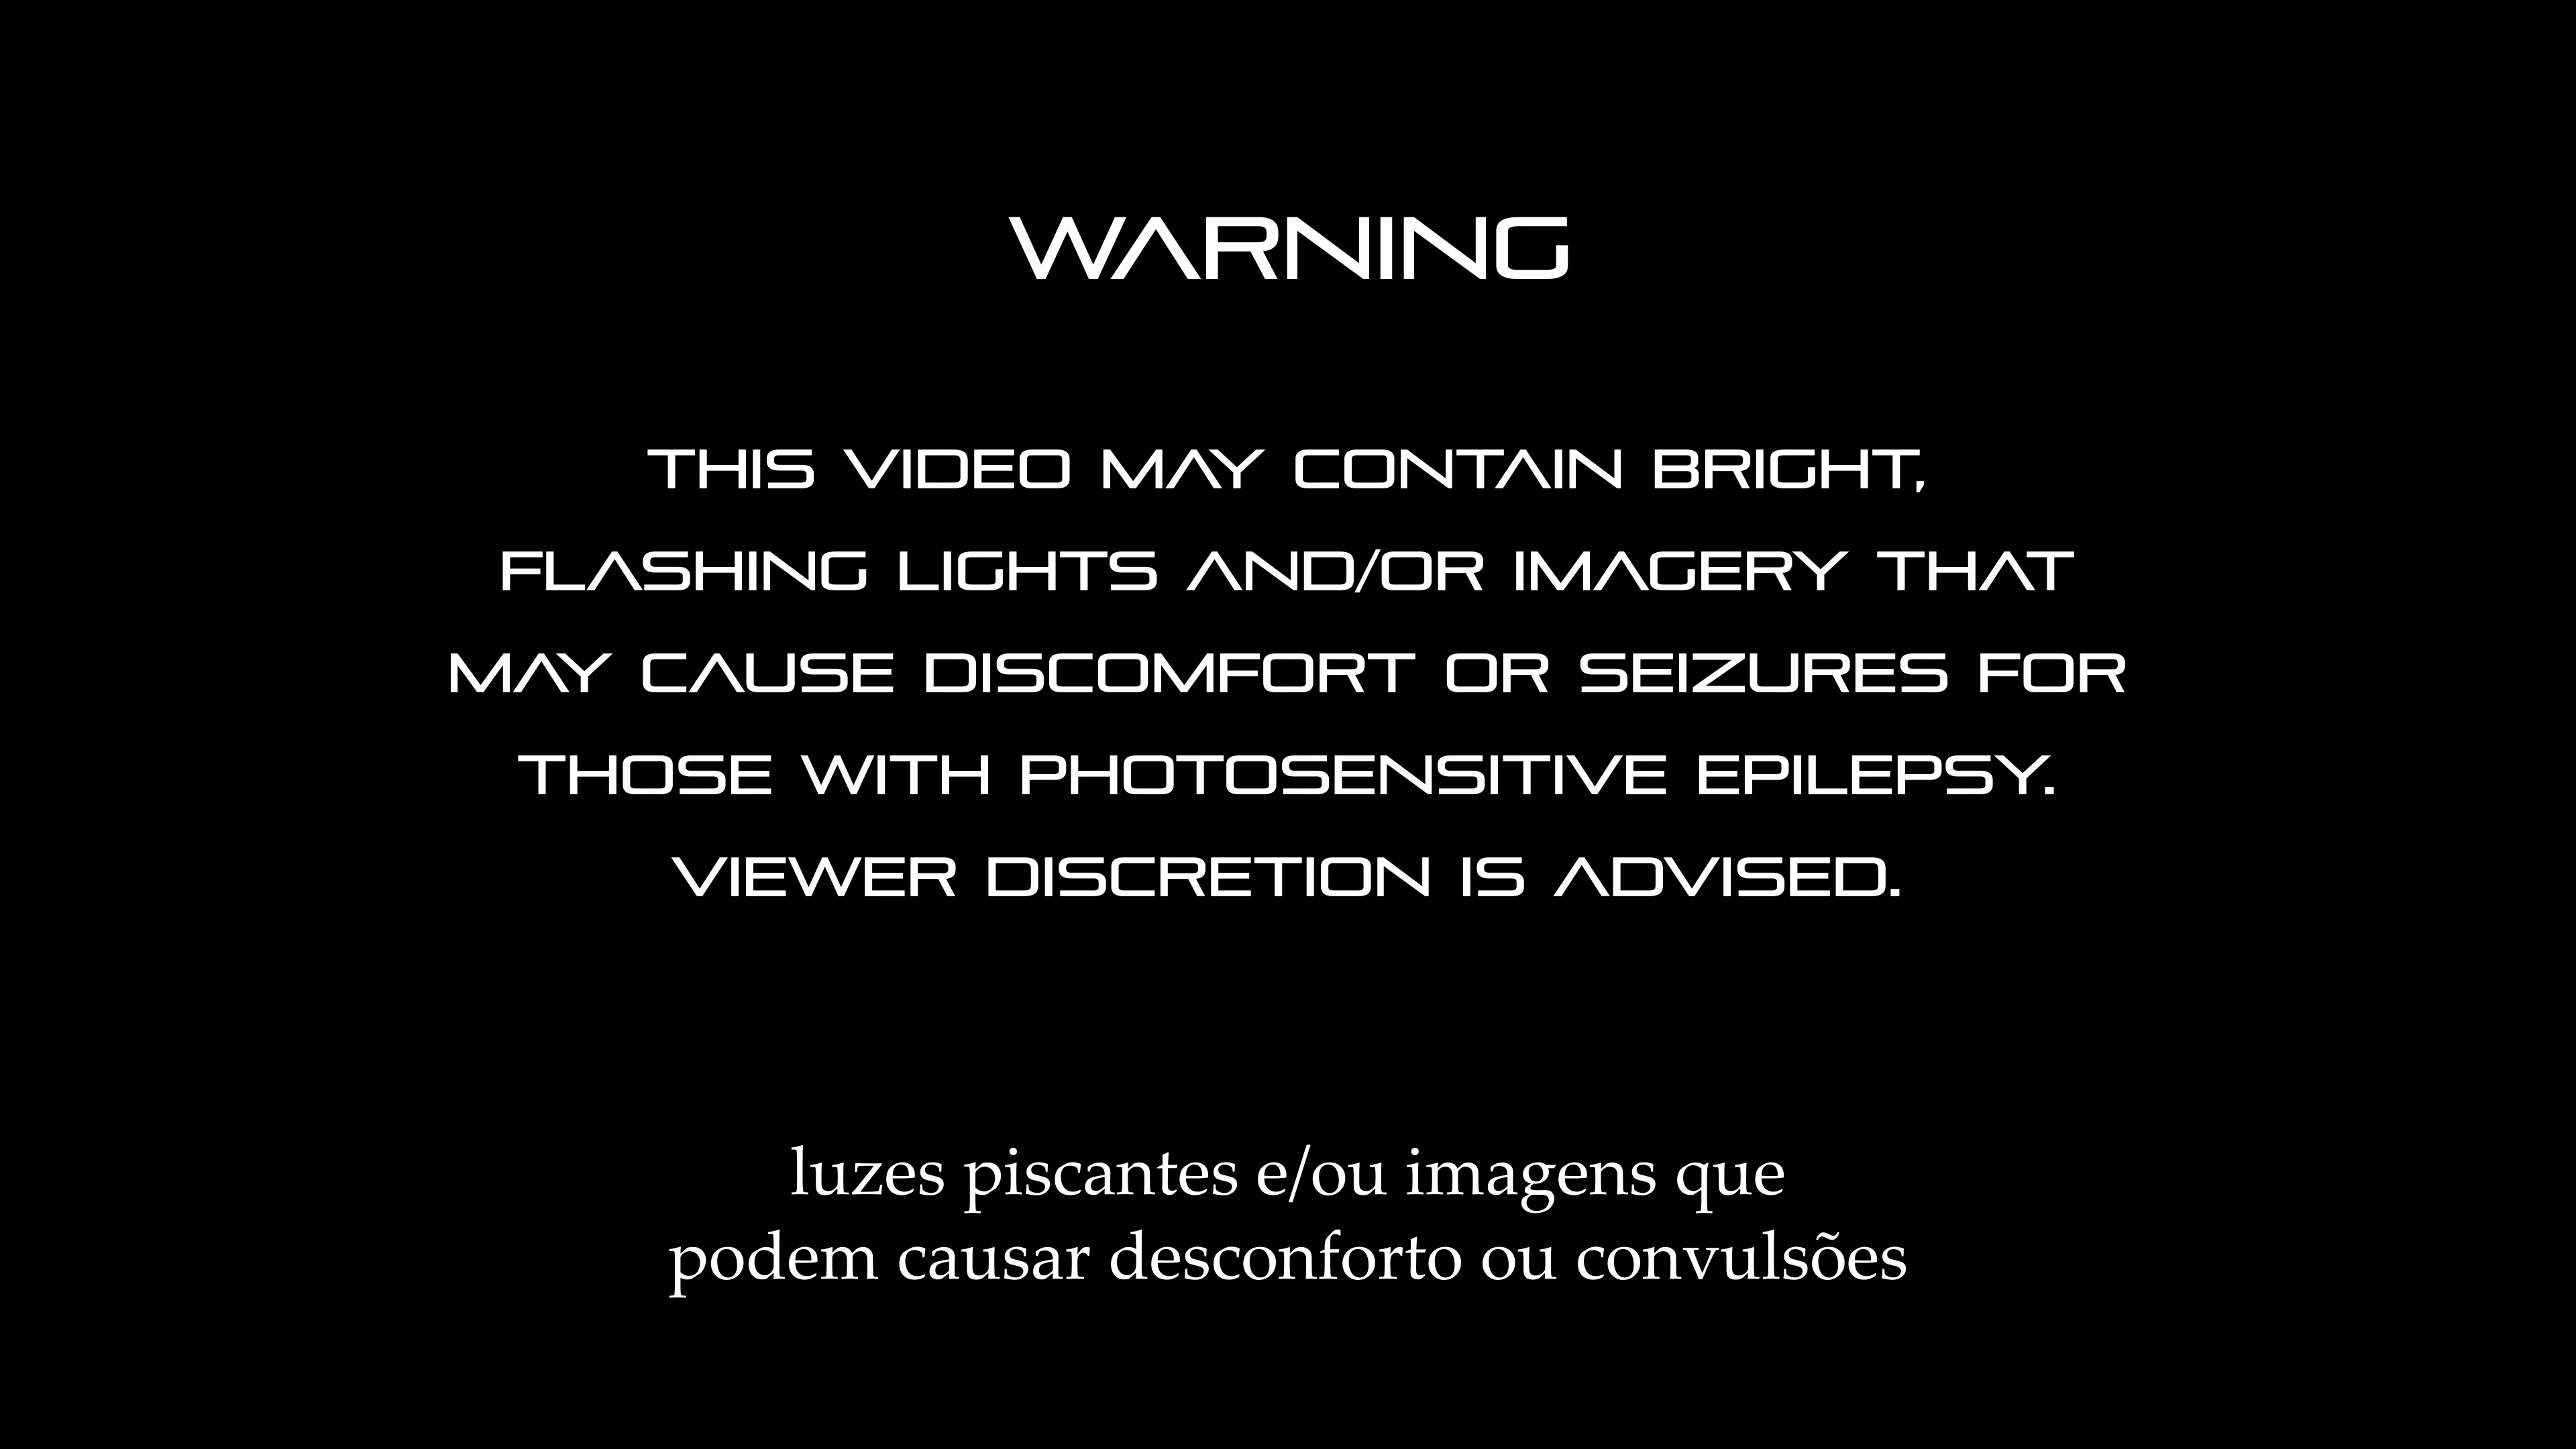 WARNING
THIS VIDEO MAY CONTAIN BRIGHT,
FLASHING LIGHTS AND/OR IMAGERY THAT
MAY CAUSE DISCOMFORT OR SEIZURES FOR
THOSE WITH PHOTOSENSITIVE EPILEPSY.
VIEWER DISCRETION IS ADVISED.
luzes piscantes e/ou imagens que
podem causar desconforto ou convulsões